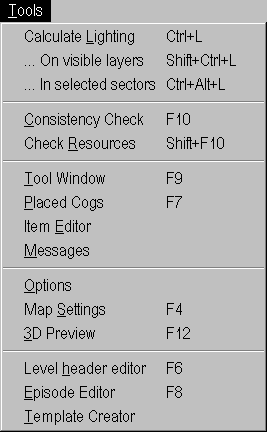 Tools
Calculate Lighting Ctrl+L
... On visible layers Shift+Ctrl+L
... In selected sectors Ctrl+Alt+L
Consistency Check F10
Check Resources Shift+F10
Tool Window F9
Placed Cogs F7
Item Editor
Messages
Options
Map Settings F4
3D Preview F12
Level header editor F6
Episode Editor F8
Template Creator